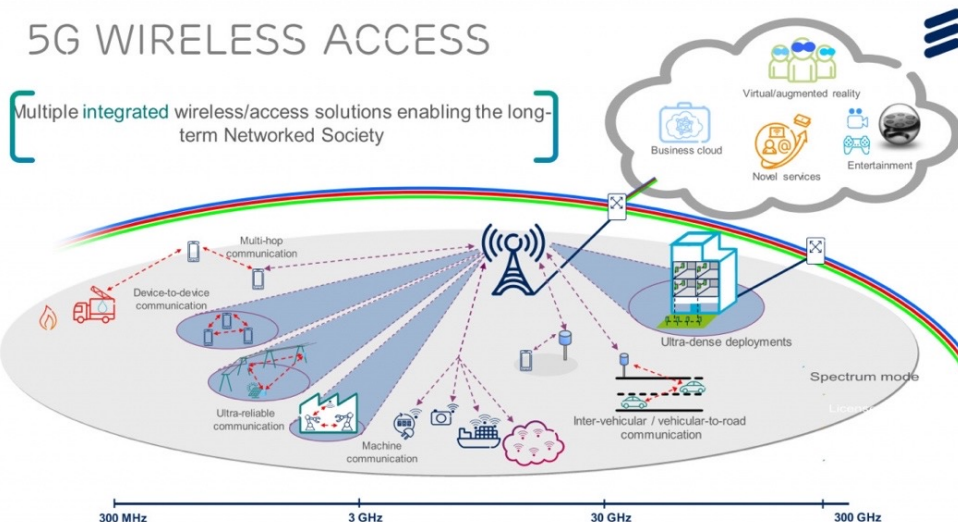 5G WIRELESS ACCESS
Multiple integrated wireless/access solutions enabling the long-
term Networked Society
Virtual/augmented reality
Business cloud
Novel services
Entertainment
Multi-hop
communication
Device-to-device
communication
Ultra-dense deployments
Spectrum mode
Ultra-reliable
communication
Inter-vehicular / vehicular-to-road
communication
Machine
communication
300 MHz
3 GHz
30 GHz
300 GHz